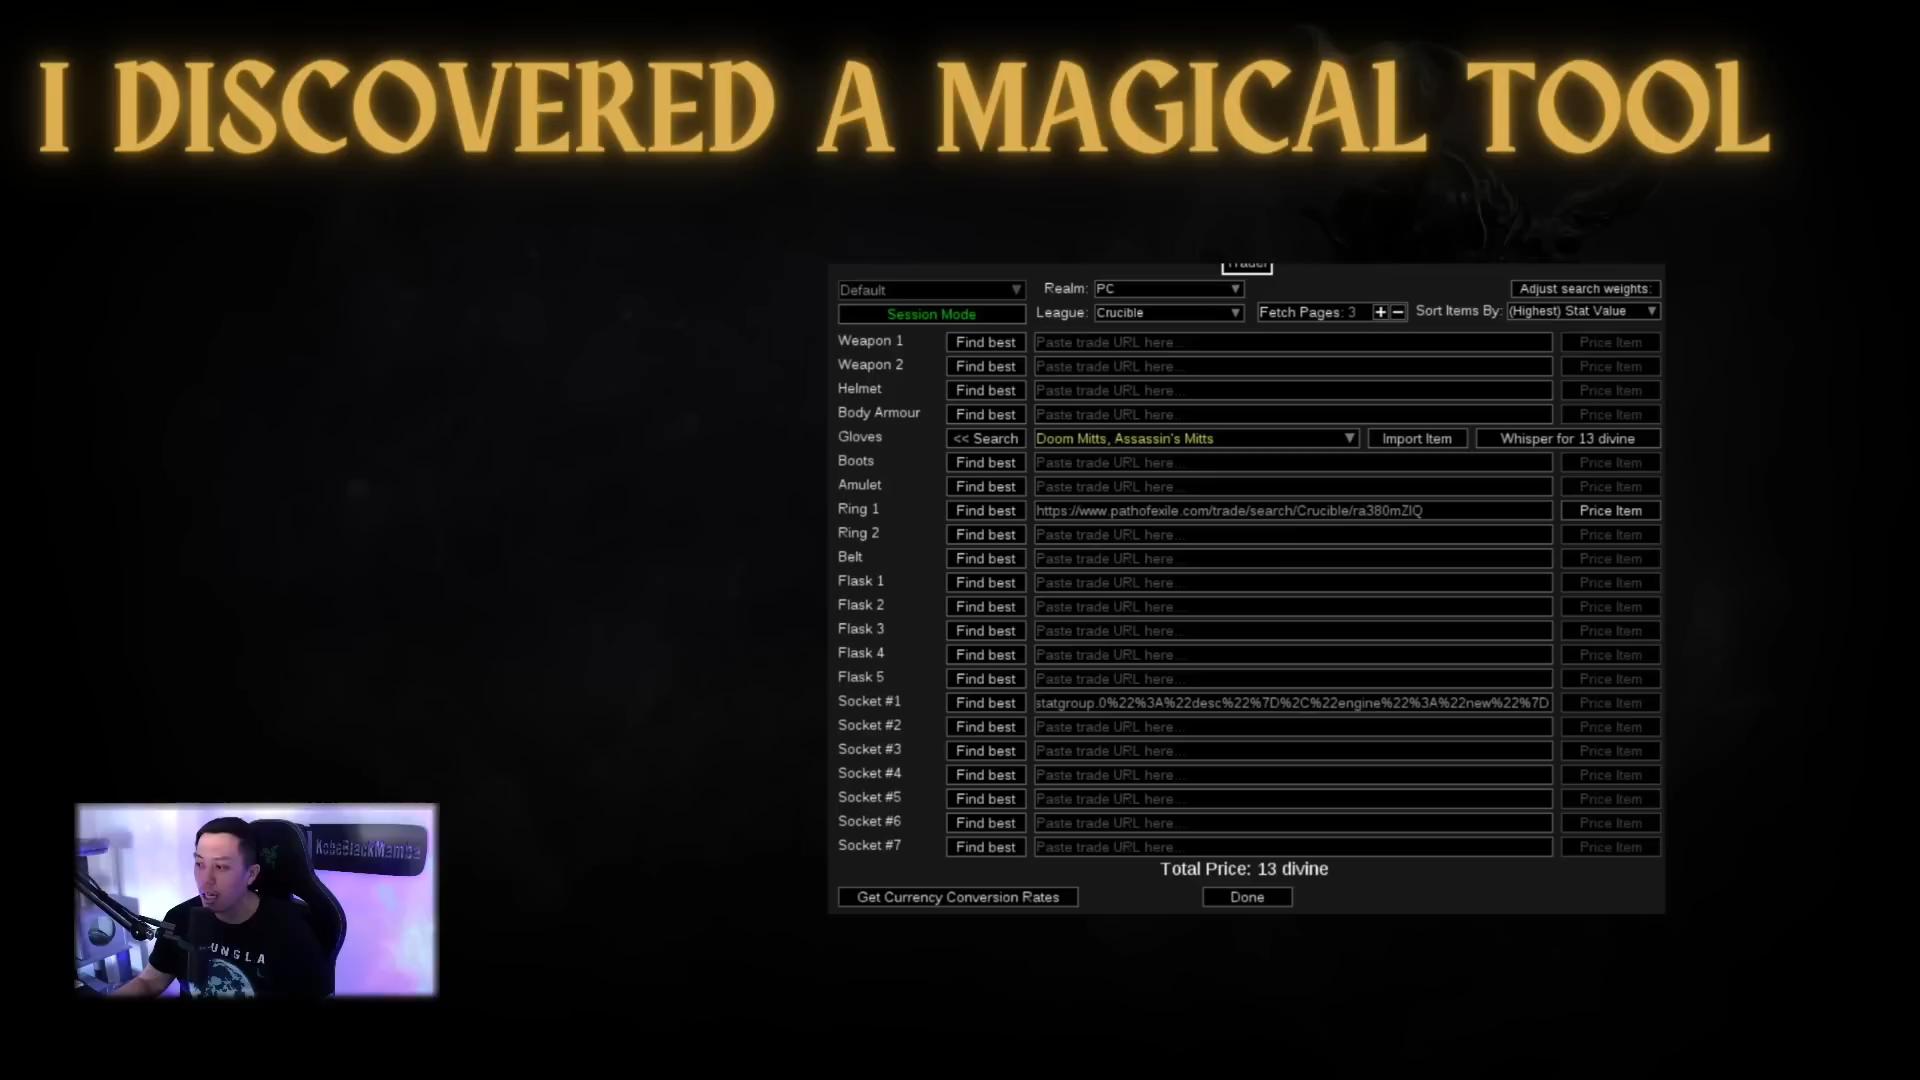 I DISCOVERED A MAGICAL TOOL
Trader
Default Realm: PC Adjust search weights:
Session Mode League: Crucible Fetch Pages: 3 + − Sort Items By: (Highest) Stat Value
Weapon 1 Find best Paste trade URL here... Price Item
Weapon 2 Find best Paste trade URL here... Price Item
Helmet Find best Paste trade URL here... Price Item
Body Armour Find best Paste trade URL here... Price Item
Gloves << Search Doom Mitts, Assassin's Mitts Import Item Whisper for 13 divine
Boots Find best Paste trade URL here... Price Item
Amulet Find best Paste trade URL here... Price Item
Ring 1 Find best https://www.pathofexile.com/trade/search/Crucible/ra380mZIQ Price Item
Ring 2 Find best Paste trade URL here... Price Item
Belt Find best Paste trade URL here... Price Item
Flask 1 Find best Paste trade URL here... Price Item
Flask 2 Find best Paste trade URL here... Price Item
Flask 3 Find best Paste trade URL here... Price Item
Flask 4 Find best Paste trade URL here... Price Item
Flask 5 Find best Paste trade URL here... Price Item
Socket #1 Find best statgroup.0%22%3A%22desc%22%7D%2C%22engine%22%3A%22new%22%7D Price Item
Socket #2 Find best Paste trade URL here... Price Item
Socket #3 Find best Paste trade URL here... Price Item
Socket #4 Find best Paste trade URL here... Price Item
Socket #5 Find best Paste trade URL here... Price Item
Socket #6 Find best Paste trade URL here... Price Item
Socket #7 Find best Paste trade URL here... Price Item
Total Price: 13 divine
Get Currency Conversion Rates Done
KobeBlackMamba
UNGLA